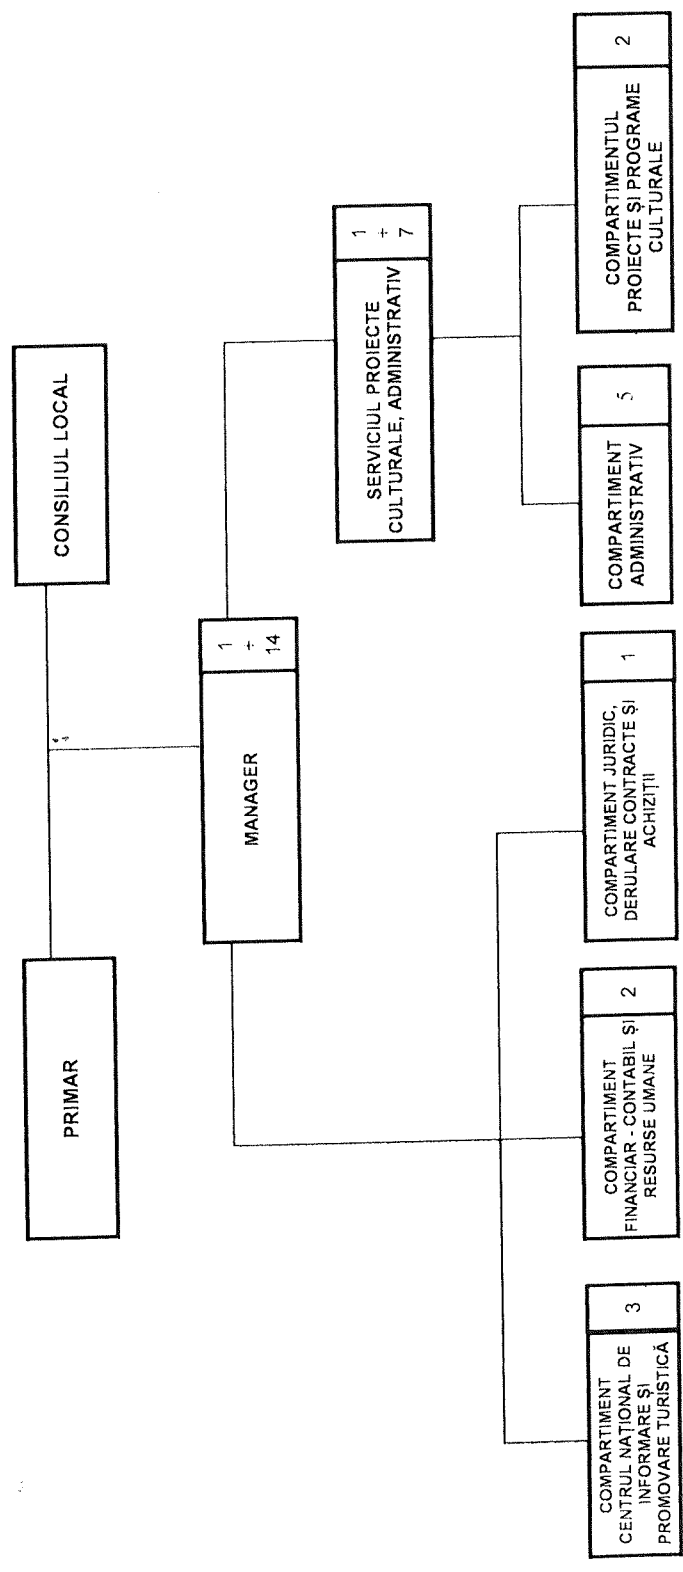 PRIMAR
CONSILIUL LOCAL
MANAGER
1
÷
14
SERVICIUL PROIECTE
CULTURALE, ADMINISTRATIV
1
÷
7
COMPARTIMENT
CENTRUL NAȚIONAL DE
INFORMARE ȘI
PROMOVARE TURISTICĂ
3
COMPARTIMENT
FINANCIAR - CONTABIL ȘI
RESURSE UMANE
2
COMPARTIMENT JURIDIC,
DERULARE CONTRACTE ȘI
ACHIZIȚII
1
COMPARTIMENT
ADMINISTRATIV
5
COMPARTIMENTUL
PROIECTE ȘI PROGRAME
CULTURALE
2